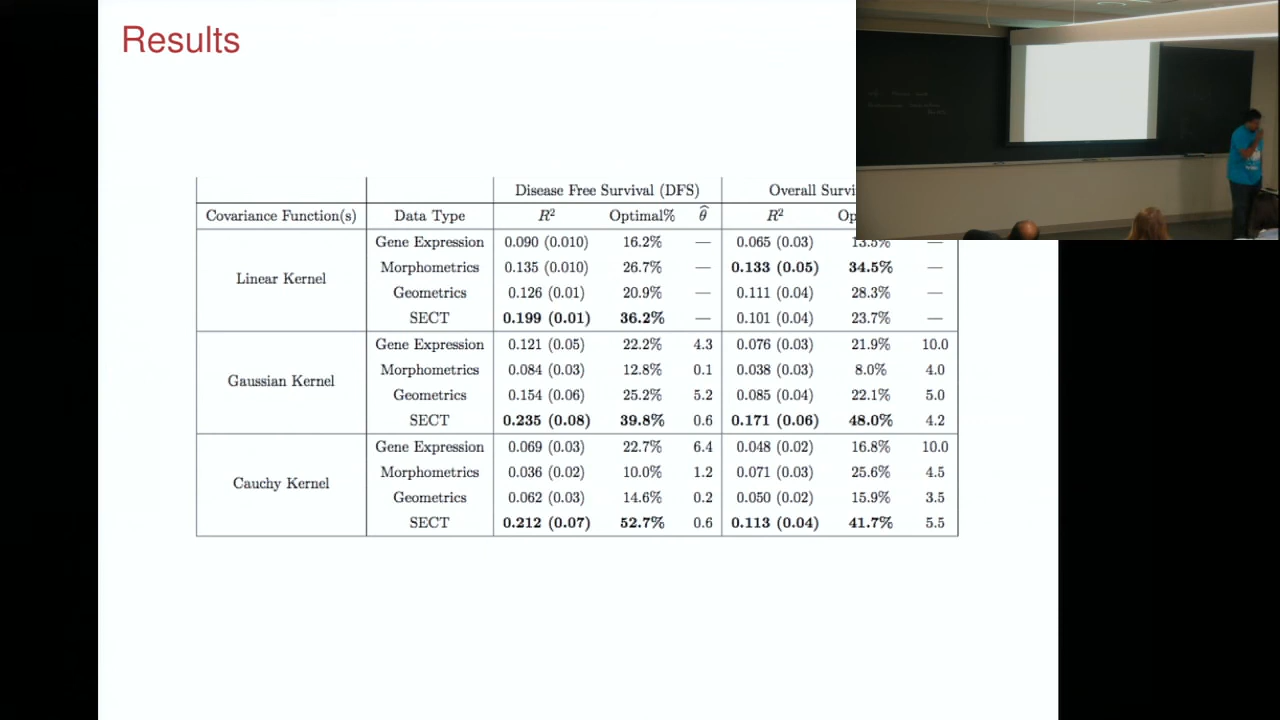 Results
Disease Free Survival (DFS) Overall
Covariance Function(s) Data Type R² Optimal% θ̂ R²
Linear Kernel
Gene Expression 0.090 (0.010) 16.2% — 0.065 (0.03) 13.5% —
Morphometrics 0.135 (0.010) 26.7% — 0.133 (0.05) 34.5% —
Geometrics 0.126 (0.01) 20.9% — 0.111 (0.04) 28.3% —
SECT 0.199 (0.01) 36.2% — 0.101 (0.04) 23.7% —
Gaussian Kernel
Gene Expression 0.121 (0.05) 22.2% 4.3 0.076 (0.03) 21.9% 10.0
Morphometrics 0.084 (0.03) 12.8% 0.1 0.038 (0.03) 8.0% 4.0
Geometrics 0.154 (0.06) 25.2% 5.2 0.085 (0.04) 22.1% 5.0
SECT 0.235 (0.08) 39.8% 0.6 0.171 (0.06) 48.0% 4.2
Cauchy Kernel
Gene Expression 0.069 (0.03) 22.7% 6.4 0.048 (0.02) 16.8% 10.0
Morphometrics 0.036 (0.02) 10.0% 1.2 0.071 (0.03) 25.6% 4.5
Geometrics 0.062 (0.03) 14.6% 0.2 0.050 (0.02) 15.9% 3.5
SECT 0.212 (0.07) 52.7% 0.6 0.113 (0.04) 41.7% 5.5